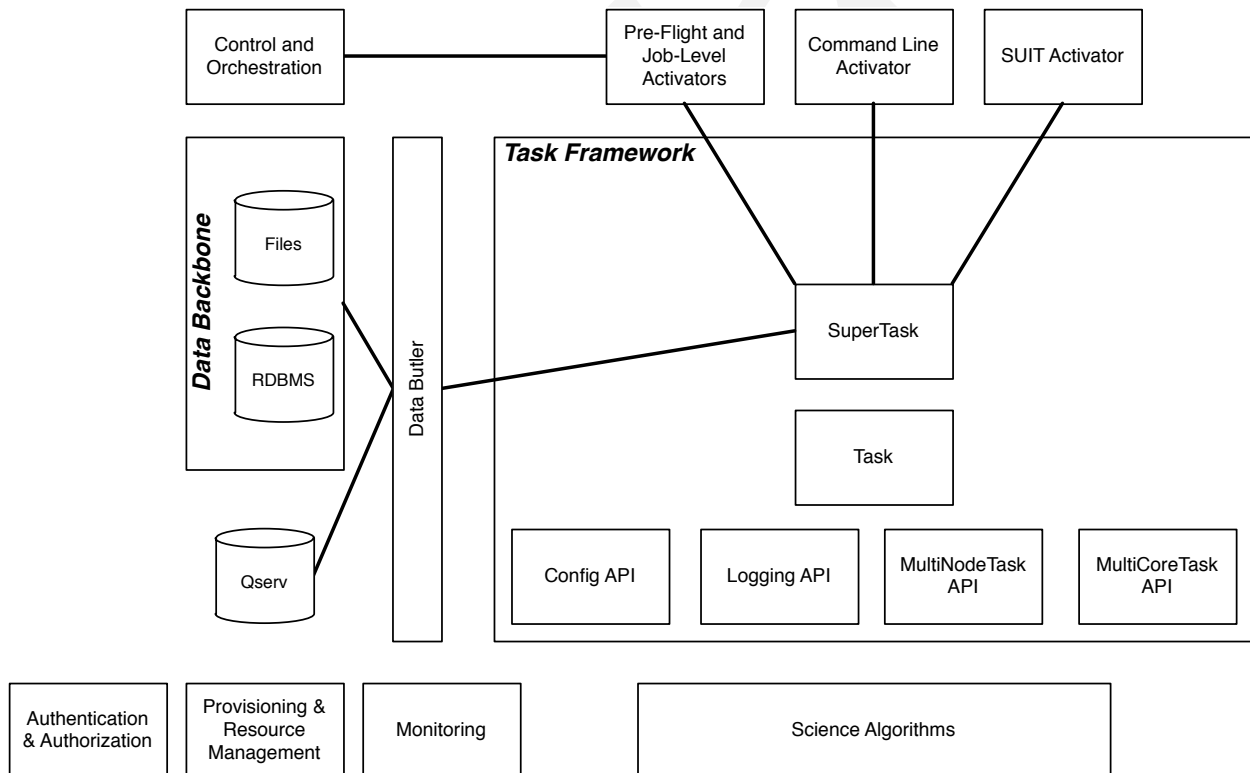 Control and
Orchestration
Pre-Flight and
Job-Level
Activators
Command Line
Activator
SUIT Activator
Data Backbone
Files
RDBMS
Qserv
Data Butler
Task Framework
SuperTask
Task
Config API
Logging API
MultiNodeTask
API
MultiCoreTask
API
Authentication
& Authorization
Provisioning &
Resource
Management
Monitoring
Science Algorithms